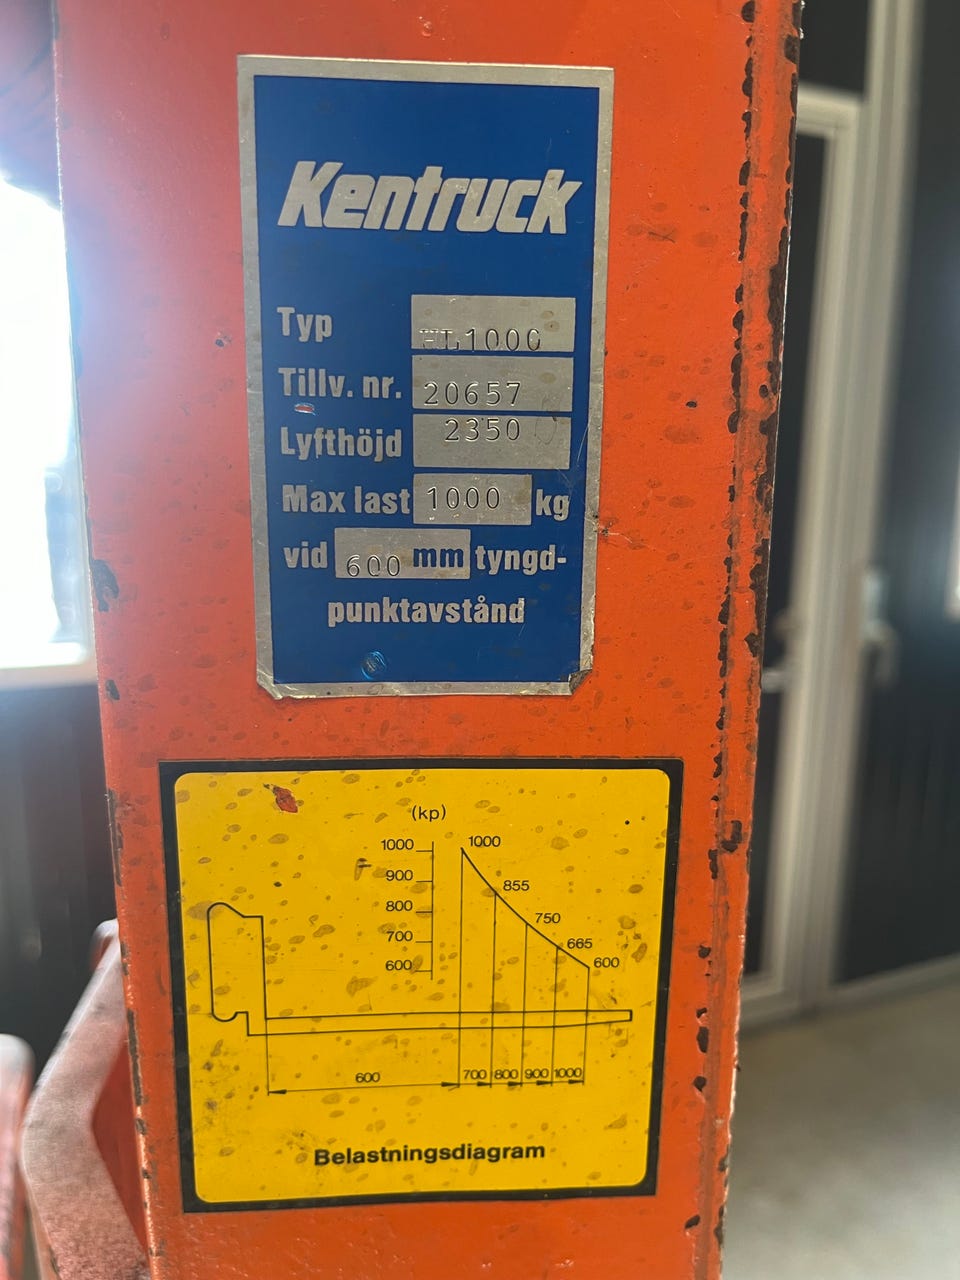 Kentruck
Typ HL1000
Tillv. nr. 20657
Lyfthöjd 2350
Max last 1000 kg
vid 600 mm tyngd-
punktavstånd
(kp)
1000 1000
900 855
800 750
700 665
600 600
600 700 800 900 1000
Belastningsdiagram